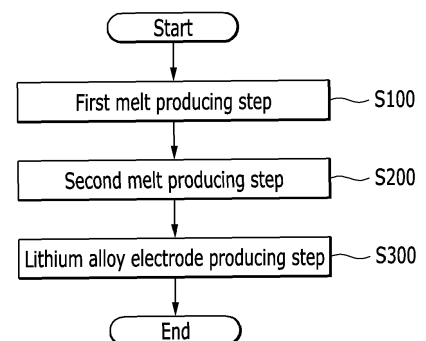 Start
First melt producing step
S100
Second melt producing step
S200
Lithium alloy electrode producing step
S300
End